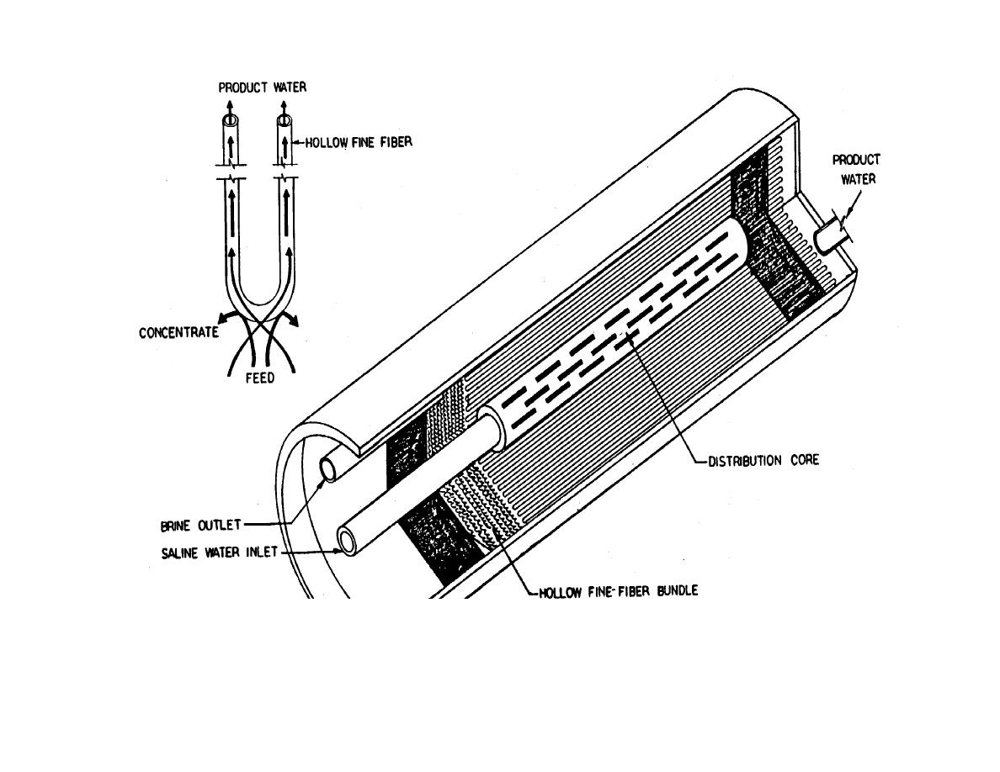 PRODUCT WATER
HOLLOW FINE FIBER
CONCENTRATE
FEED
PRODUCT
WATER
DISTRIBUTION CORE
BRINE OUTLET
SALINE WATER INLET
HOLLOW FINE-FIBER BUNDLE